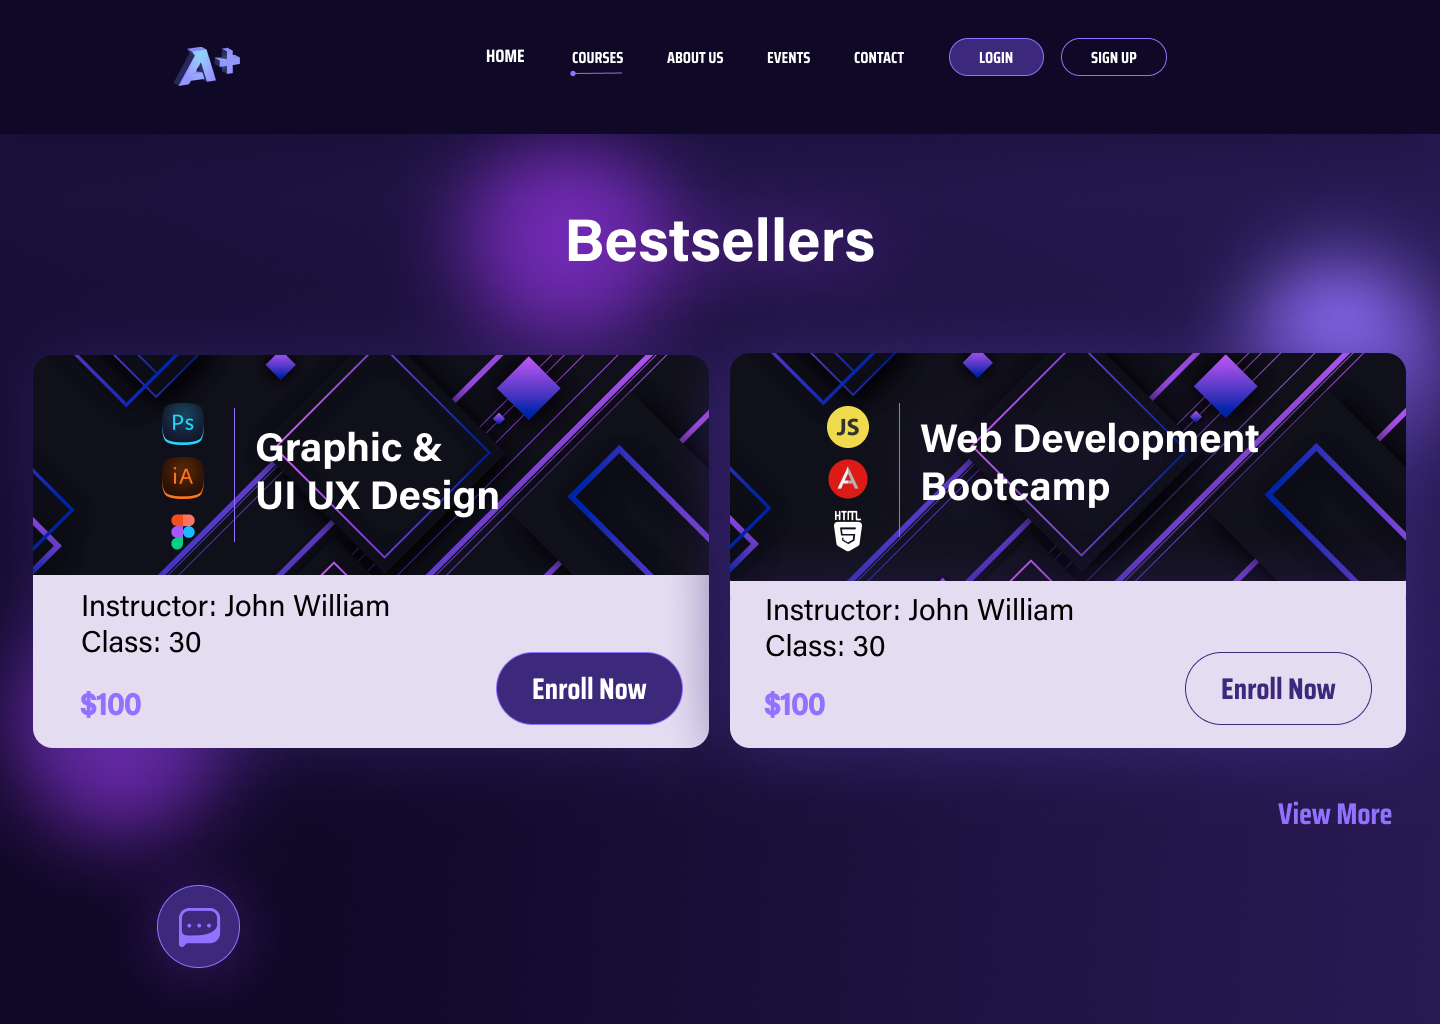 A+
HOME
COURSES
ABOUT US
EVENTS
CONTACT
LOGIN
SIGN UP
Bestsellers
Ps
iA
Graphic &
UI UX Design
Instructor: John William
Class: 30
$100
Enroll Now
JS
A
HTML
5
Web Development
Bootcamp
Instructor: John William
Class: 30
$100
Enroll Now
View More